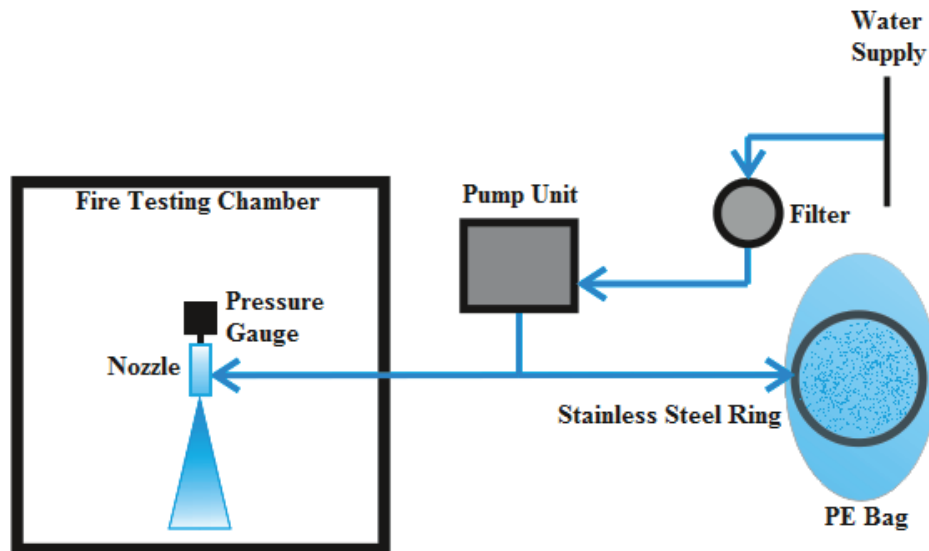 Water
Supply
Fire Testing Chamber
Pump Unit
Filter
Pressure
Gauge
Nozzle
Stainless Steel Ring
PE Bag